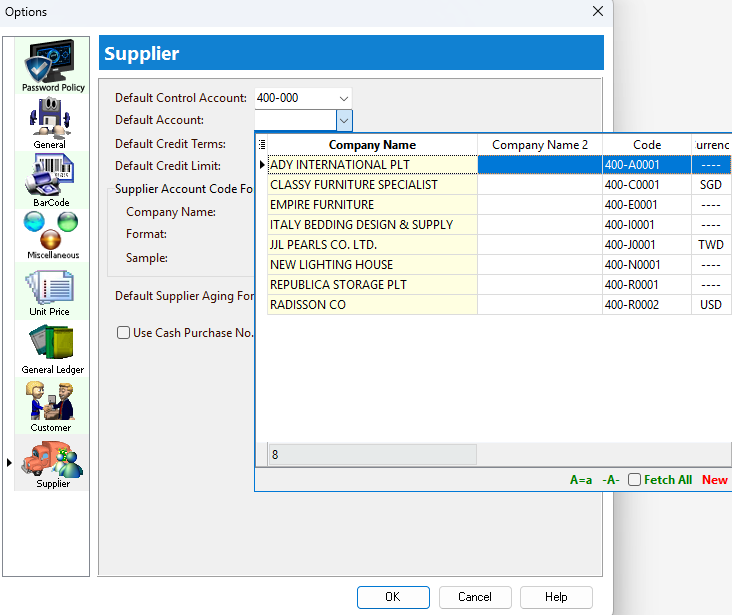 Options
Supplier
Password Policy
General
BarCode
Miscellaneous
Unit Price
General Ledger
Customer
Supplier
Default Control Account: 400-000
Default Account:
Default Credit Terms:
Default Credit Limit:
Supplier Account Code Fo
Company Name:
Format:
Sample:
Default Supplier Aging For
Use Cash Purchase No.
Company Name Company Name 2 Code urrenc
ADY INTERNATIONAL PLT 400-A0001 ----
CLASSY FURNITURE SPECIALIST 400-C0001 SGD
EMPIRE FURNITURE 400-E0001 ----
ITALY BEDDING DESIGN & SUPPLY 400-I0001 ----
JJL PEARLS CO. LTD. 400-J0001 TWD
NEW LIGHTING HOUSE 400-N0001 ----
REPUBLICA STORAGE PLT 400-R0001 ----
RADISSON CO 400-R0002 USD
8
A=a -A- Fetch All New
OK Cancel Help